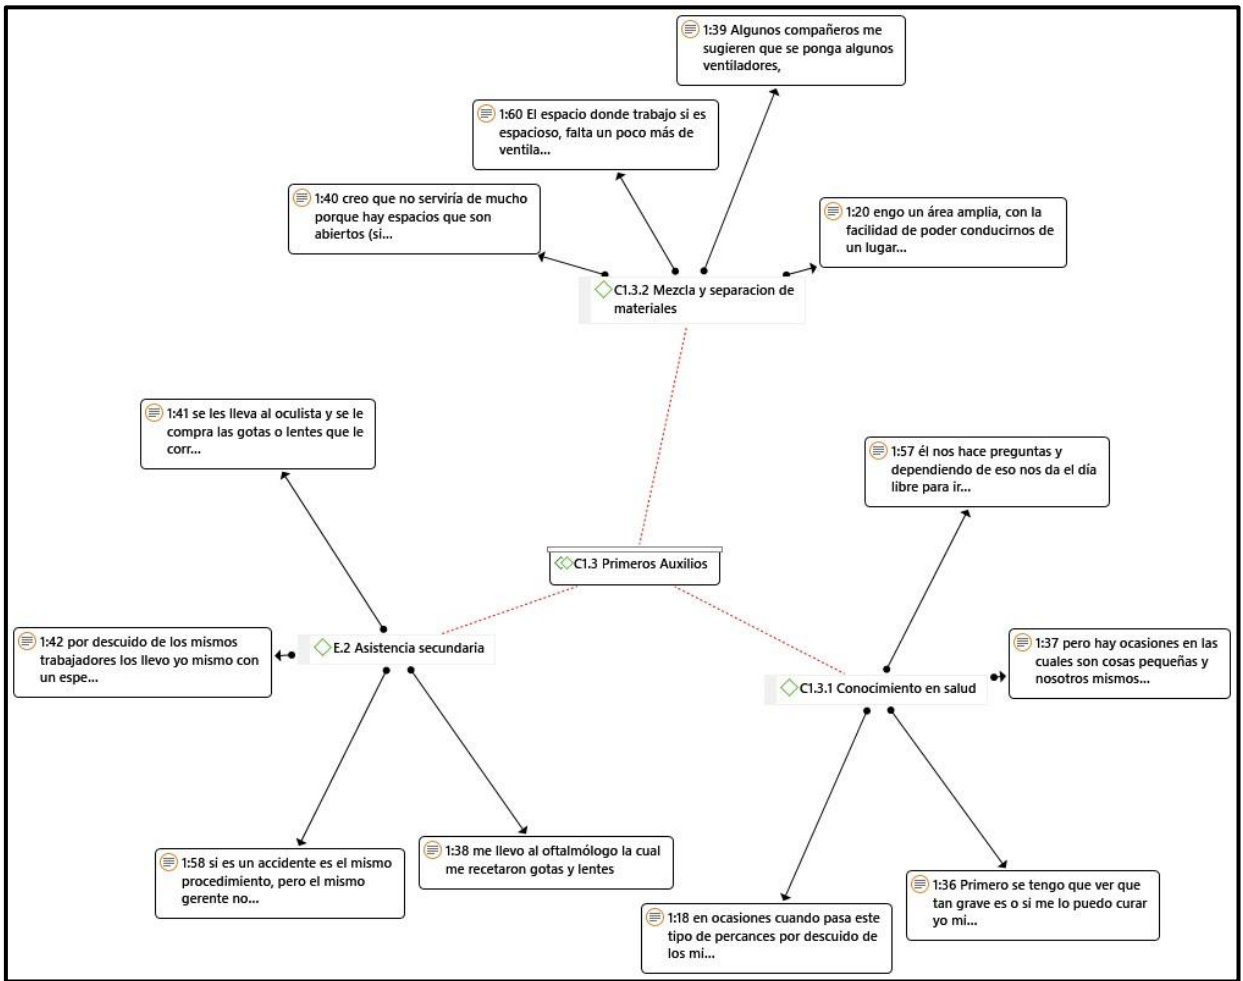 1:39 Algunos compañeros me
sugieren que se ponga algunos
ventiladores,
1:60 El espacio donde trabajo si es
espacioso, falta un poco más de
ventila...
1:40 creo que no serviría de mucho
porque hay espacios que son
abiertos (si...
1:20 engo un área amplia, con la
facilidad de poder conducirnos de
un lugar...
C1.3.2 Mezcla y separacion de
materiales
1:41 se les lleva al oculista y se le
compra las gotas o lentes que le
corr...
1:57 él nos hace preguntas y
dependiendo de eso nos da el día
libre para ir...
C1.3 Primeros Auxilios
1:42 por descuido de los mismos
trabajadores los llevo yo mismo con
un espe...
E.2 Asistencia secundaria
1:37 pero hay ocasiones en las
cuales son cosas pequeñas y
nosotros mismos...
C1.3.1 Conocimiento en salud
1:58 si es un accidente es el mismo
procedimiento, pero el mismo
gerente no...
1:38 me llevo al oftalmólogo la cual
me recetaron gotas y lentes
1:18 en ocasiones cuando pasa este
tipo de percances por descuido de
los mi...
1:36 Primero se tengo que ver que
tan grave es o si me lo puedo curar
yo mi...